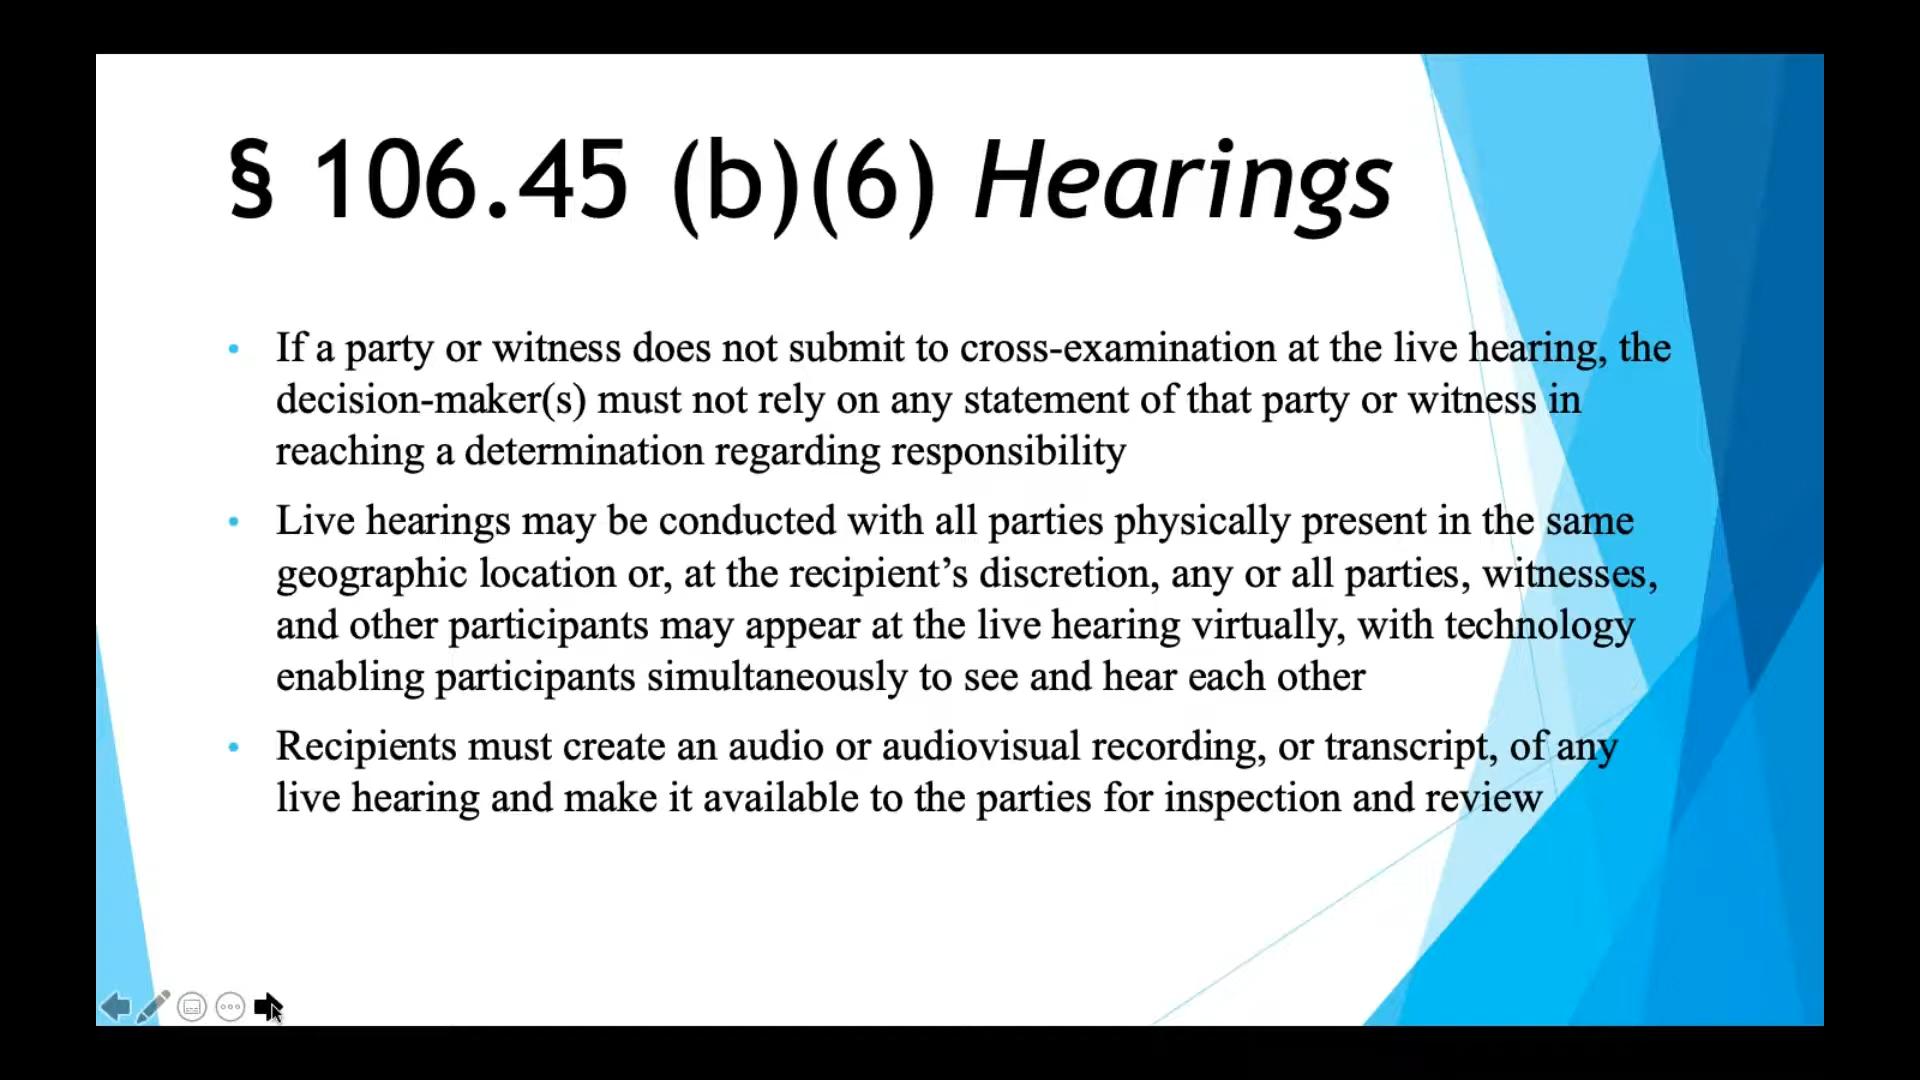 § 106.45 (b)(6) Hearings
• If a party or witness does not submit to cross-examination at the live hearing, the
decision-maker(s) must not rely on any statement of that party or witness in
reaching a determination regarding responsibility
• Live hearings may be conducted with all parties physically present in the same
geographic location or, at the recipient’s discretion, any or all parties, witnesses,
and other participants may appear at the live hearing virtually, with technology
enabling participants simultaneously to see and hear each other
• Recipients must create an audio or audiovisual recording, or transcript, of any
live hearing and make it available to the parties for inspection and review